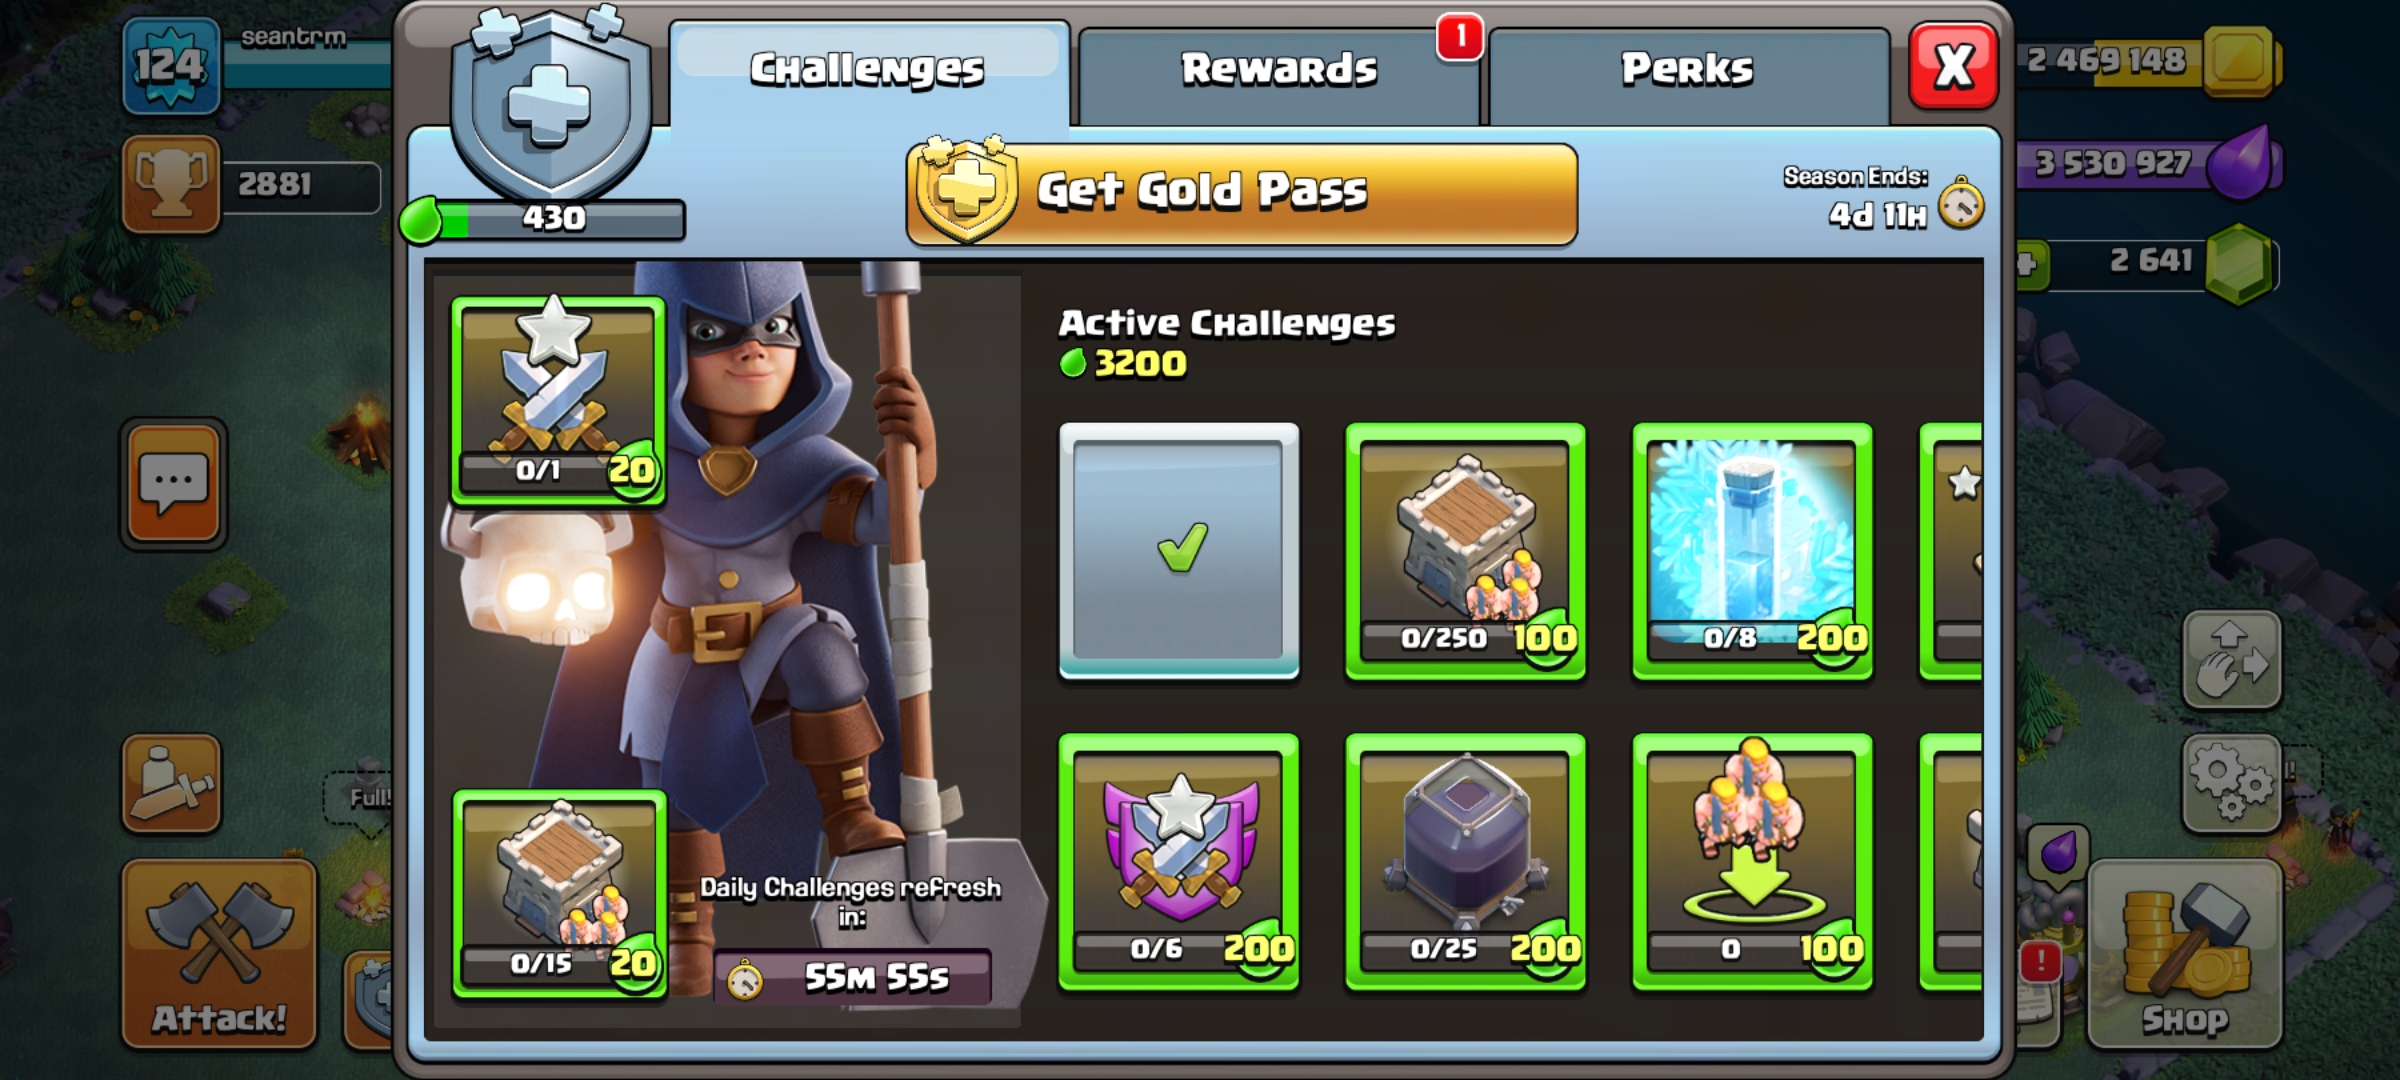 124
seantrm
2881
Challenges
Rewards
1
Perks
X
2 469 148
430
Get Gold Pass
Season Ends:
4d 11H
3 530 927
2 641
Active Challenges
3200
0/1
20
0/250
100
0/8
200
Full!
0/15
20
Daily Challenges refresh
in:
55M 55s
0/6
200
0/25
200
0
100
!
Attack!
Shop